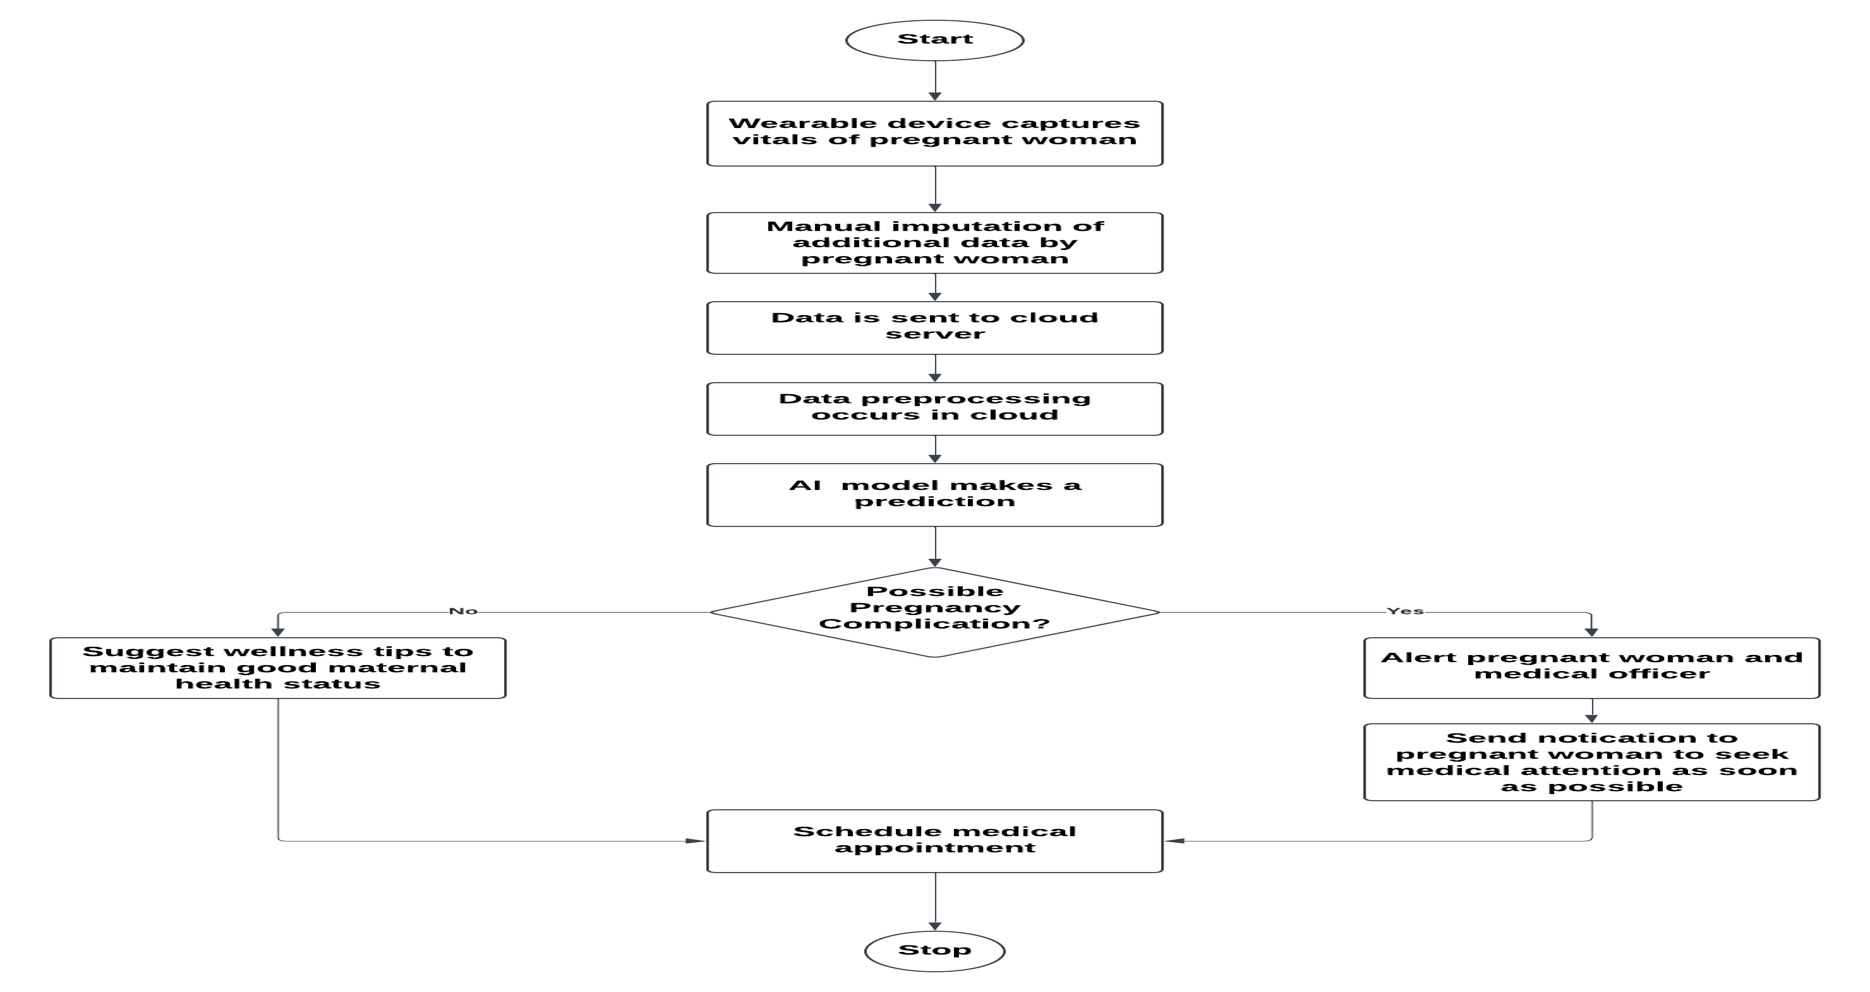 Start
Wearable device captures
vitals of pregnant woman
Manual imputation of
additional data by
pregnant woman
Data is sent to cloud
server
Data preprocessing
occurs in cloud
AI  model makes a
prediction
Possible
Pregnancy
Complication?
No
Yes
Suggest wellness tips to
maintain good maternal
health status
Alert pregnant woman and
medical officer
Send notication to
pregnant woman to seek
medical attention as soon
as possible
Schedule medical
appointment
Stop